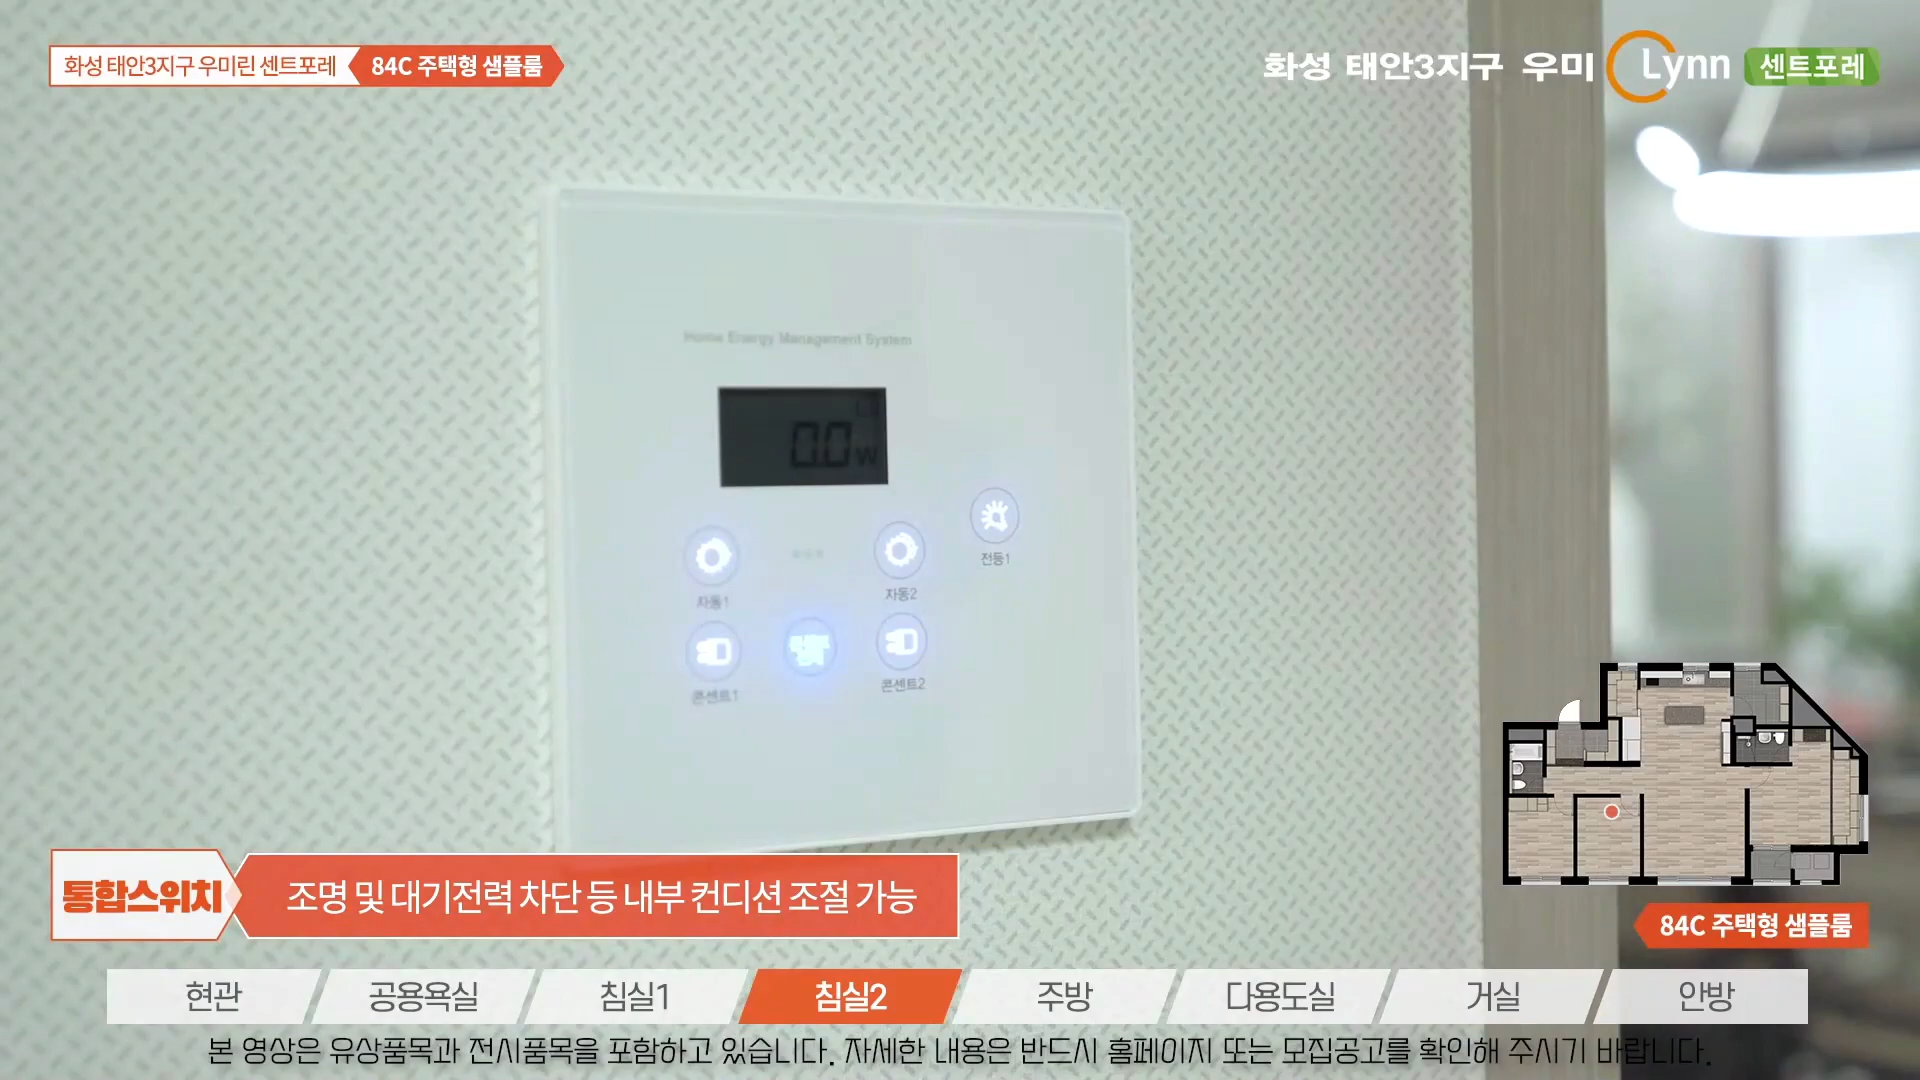 화성 태안3지구 우미린 센트포레
84C 주택형 샘플룸
화성 태안3지구 우미 Lynn 센트포레
Home Energy Management System
0.0 W
전등1
자동1
자동2
콘센트1
콘센트2
통합스위치
조명 및 대기전력 차단 등 내부 컨디션 조절 가능
84C 주택형 샘플룸
현관
공용욕실
침실1
침실2
주방
다용도실
거실
안방
본 영상은 유상품목과 전시품목을 포함하고 있습니다. 자세한 내용은 반드시 홈페이지 또는 모집공고를 확인해 주시기 바랍니다.